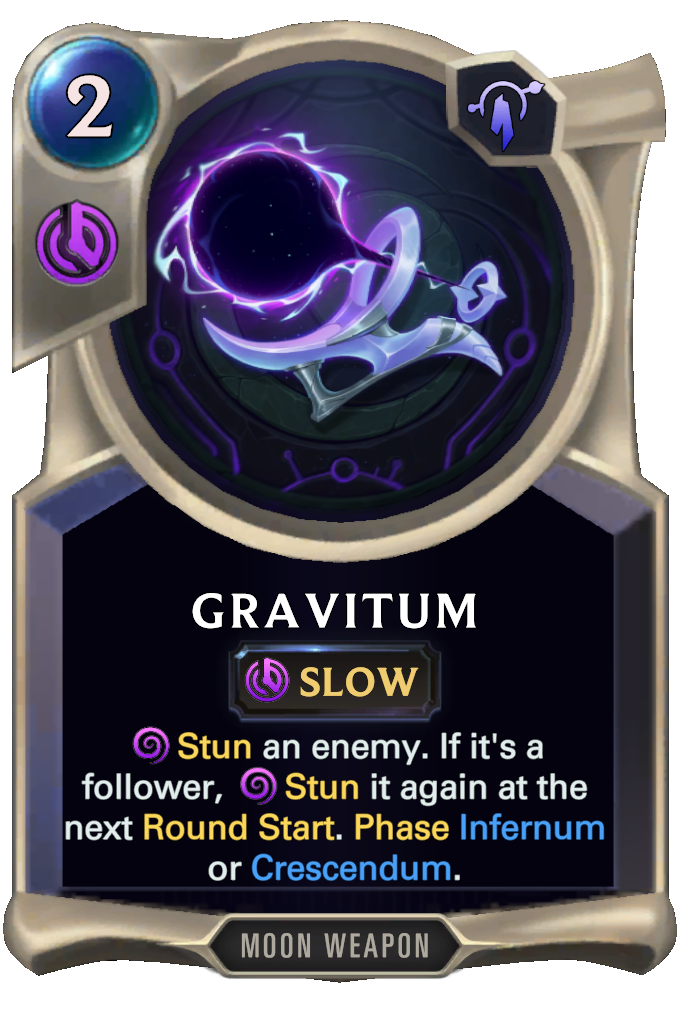 2
GRAVITUM
SLOW
Stun an enemy. If it's a
follower, Stun it again at the
next Round Start. Phase Infernum
or Crescendum.
MOON WEAPON